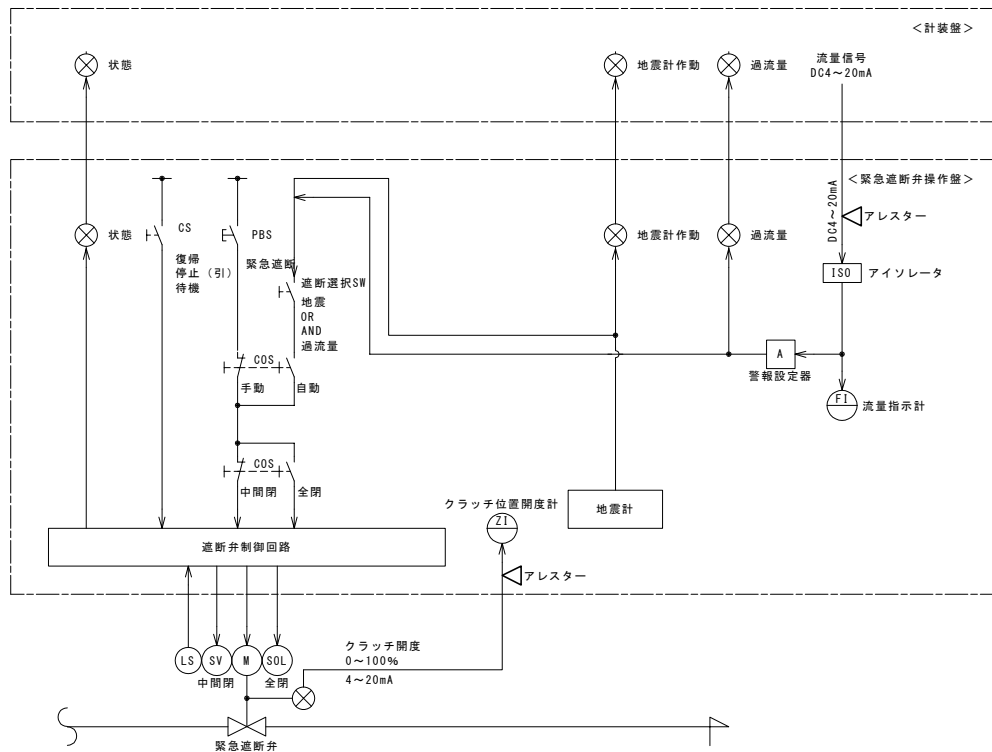 ＜計装盤＞
状態
地震計作動
過流量
流量信号
DC4～20mA
＜緊急遮断弁操作盤＞
DC4～20mA
アレスター
状態
CS
復帰
停止（引）
待機
PBS
緊急遮断
遮断選択SW
地震
OR
AND
過流量
地震計作動
過流量
ISO
アイソレータ
A
警報設定器
FI
流量指示計
COS
手動
自動
COS
中間閉
全閉
クラッチ位置開度計
ZI
地震計
遮断弁制御回路
アレスター
LS
SV
M
SOL
中間閉
全閉
クラッチ開度
0～100%
4～20mA
緊急遮断弁